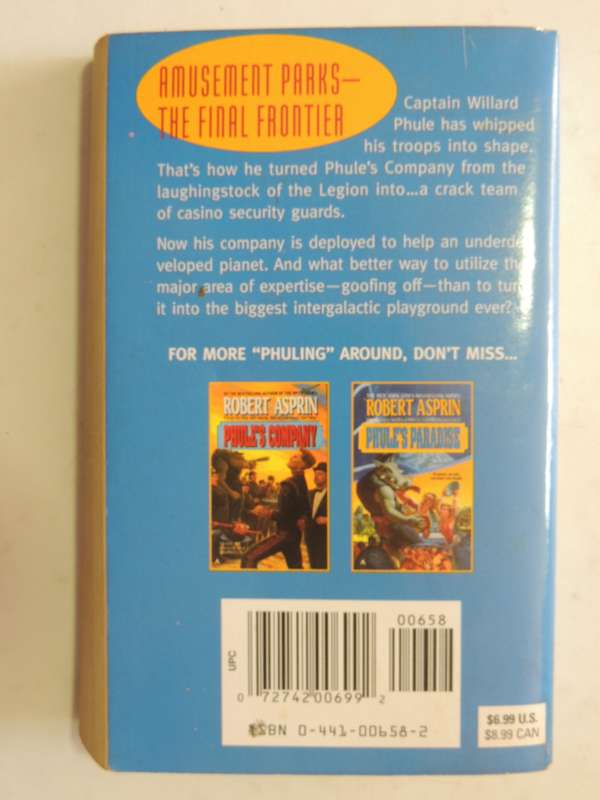 AMUSEMENT PARKS—
THE FINAL FRONTIER
Captain Willard
Phule has whipped
his troops into shape.
That's how he turned Phule's Company from the
laughingstock of the Legion into...a crack team
of casino security guards.
Now his company is deployed to help an underde-
veloped planet. And what better way to utilize their
major area of expertise—goofing off—than to turn
it into the biggest intergalactic playground ever?
FOR MORE "PHULING" AROUND, DON'T MISS...
ROBERT ASPRIN
PHULE'S COMPANY
ROBERT ASPRIN
PHULE'S PARADISE
UPC
00658
0 72742 00699 2
ISBN 0-441-00658-2
$6.99 U.S.
$8.99 CAN